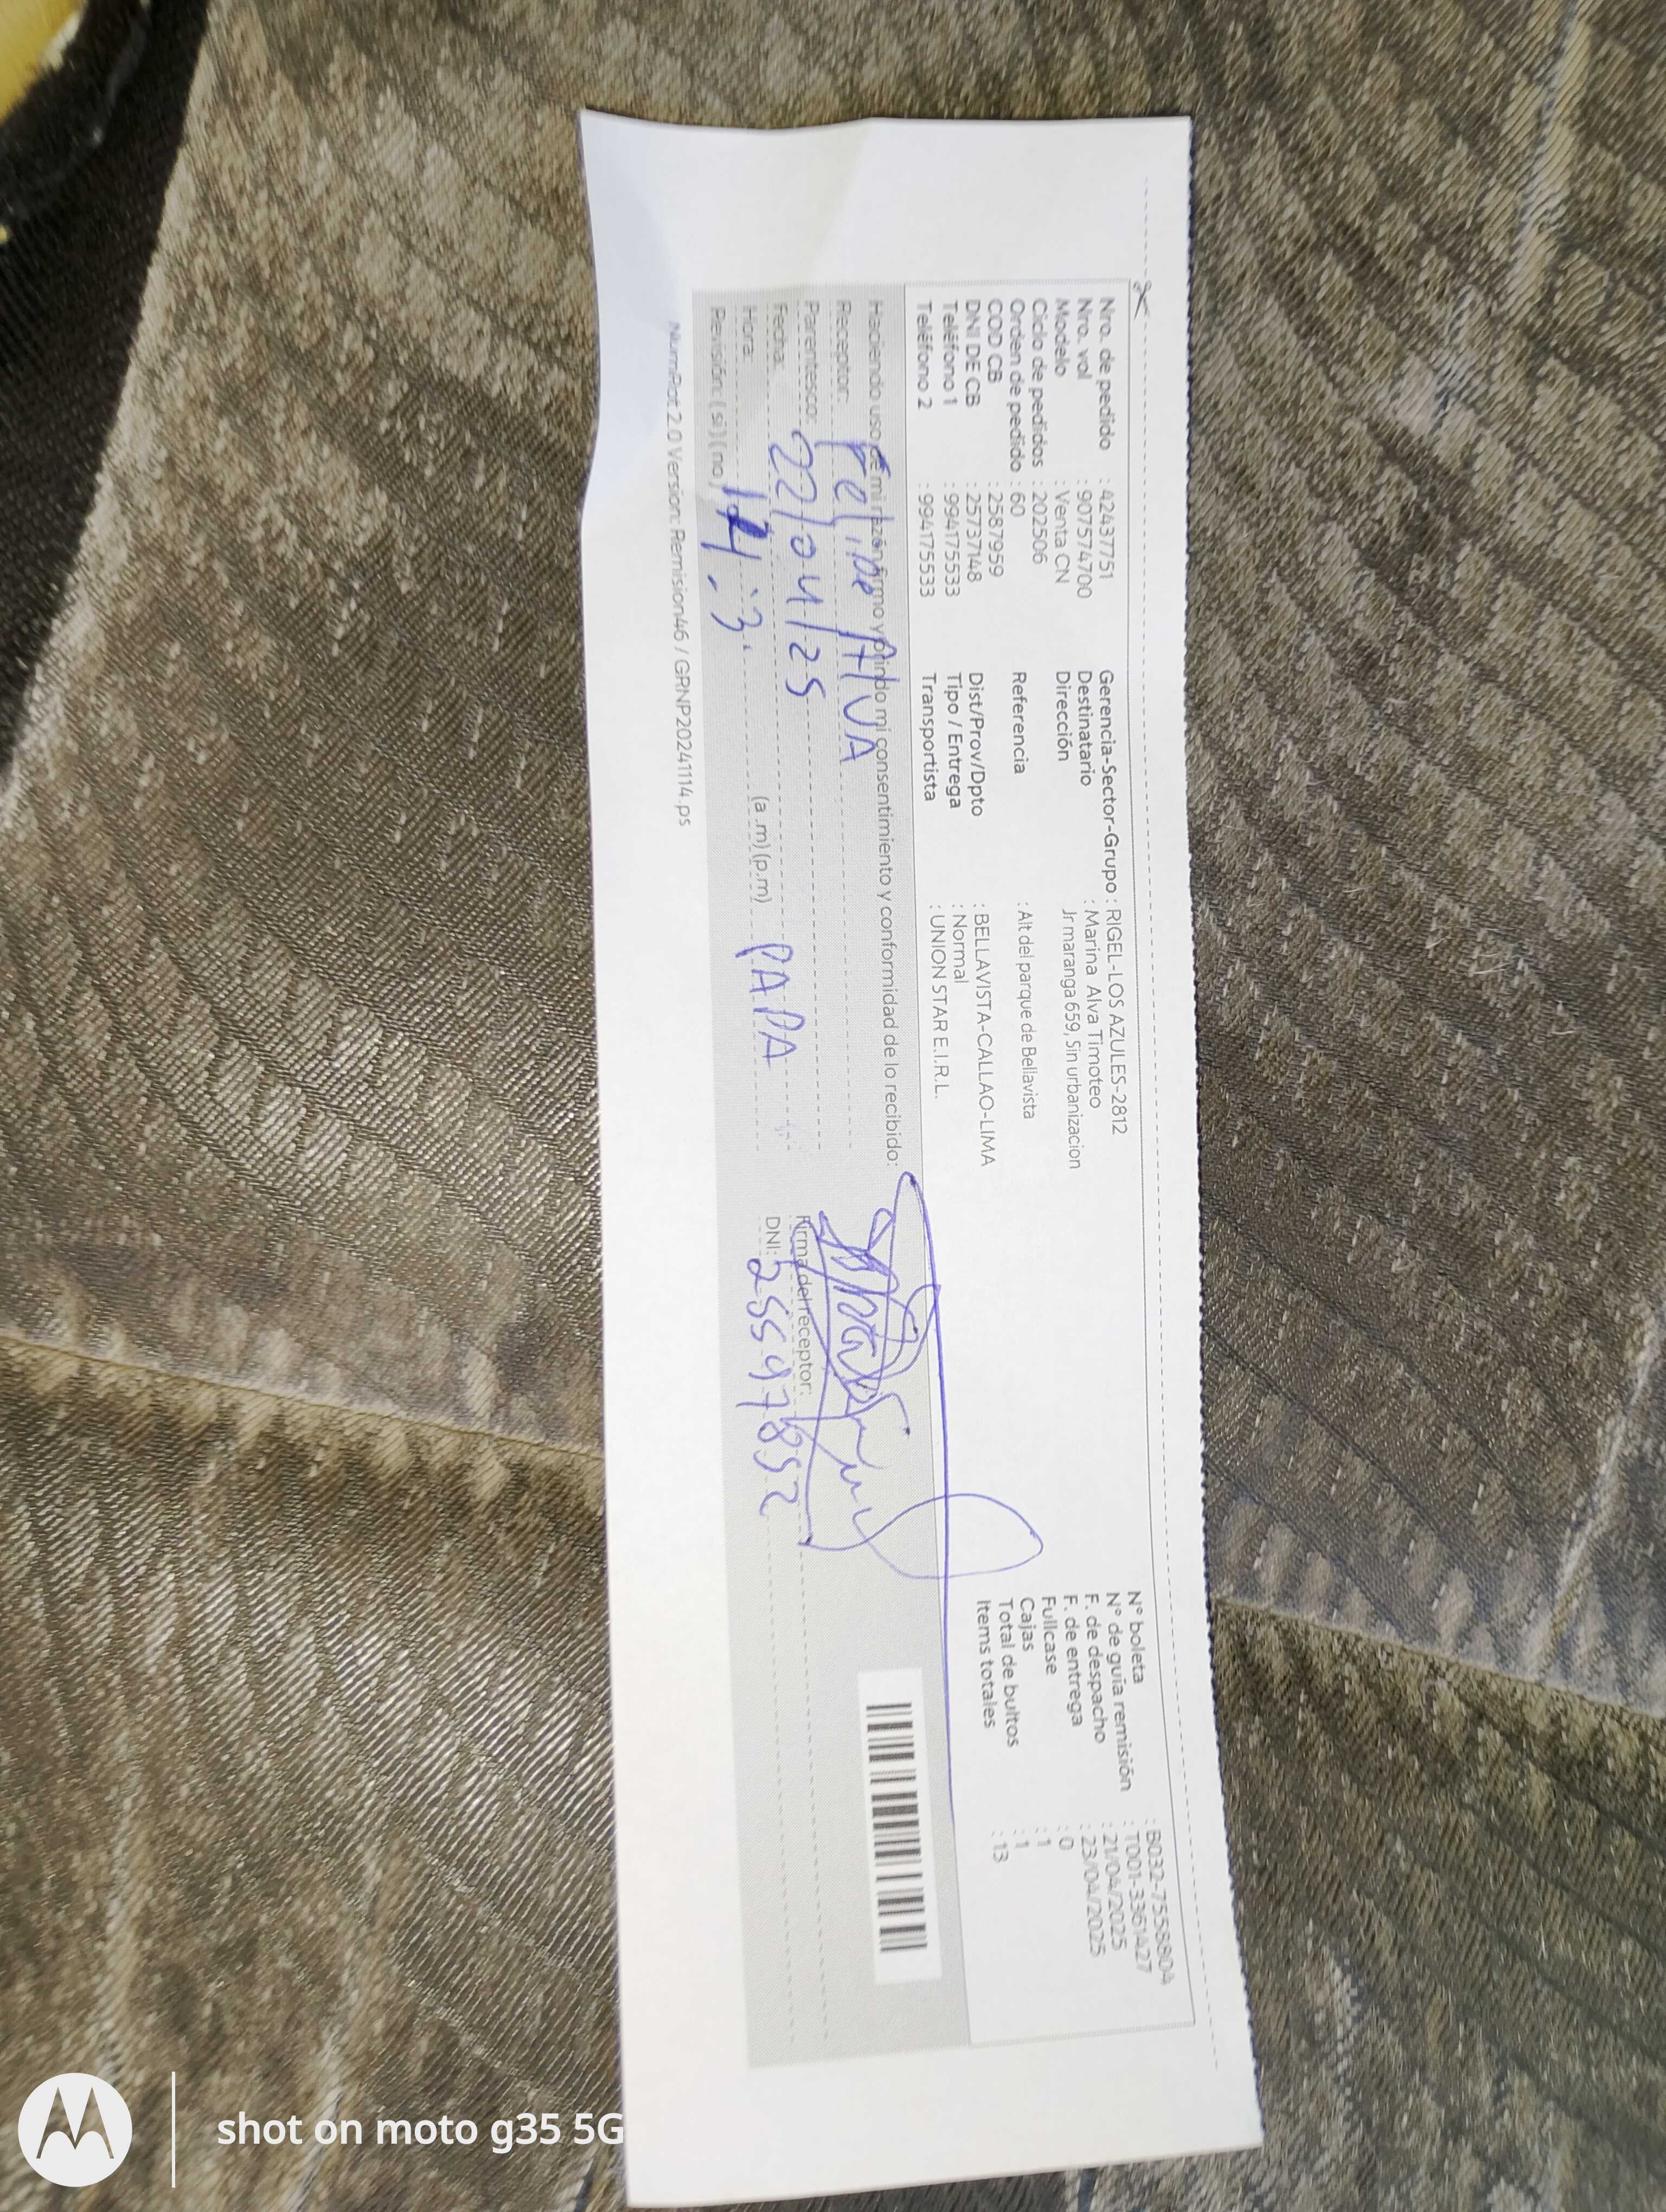 Nro. de pedido : 42437751
Nro. vol : 907574700
Modelo : Venta CN
Ciclo de pedidos : 202506
Orden de pedido : 60
COD CB : 2587959
DNI DE CB : 25737148
Teléfono 1 : 994175533
Teléfono 2 : 994175533
Gerencia-Sector-Grupo : RIGEL-LOS AZULES-2812
Destinatario : Marina Alva Timoteo
Dirección Jr maranga 659, Sin urbanizacion
Referencia : Alt del parque de Bellavista
Dist/Prov/Dpto : BELLAVISTA-CALLAO-LIMA
Tipo / Entrega : Normal
Transportista : UNION STAR E.I.R.L.
N° boleta : B032-7558804
N° de guía remisión : T001-3361427
F. de despacho : 21/04/2025
F. de entrega : 23/04/2025
Fullcase : 0
Cajas : 1
Total de bultos : 1
Items totales : 13
Haciendo uso de mi razón firmo y brindo mi consentimiento y conformidad de lo recibido:
Receptor: Felipe AlVA
Parentesco:
Fecha: 22/04/25
Hora: (a.m) (p.m) PAPA
Revisión ( si ) ( no )
Firma del receptor:
DNI: 25597852
NumPot 2.0 Version: Remision46 / GRNP20241114.ps
shot on moto g35 5G